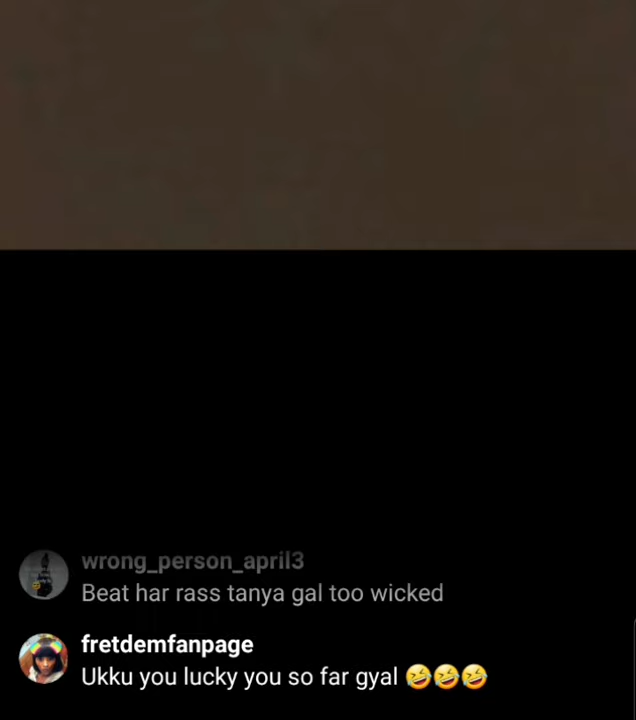 wrong_person_april3
Beat har rass tanya gal too wicked
fretdemfanpage
Ukku you lucky you so far gyal 🤣🤣🤣